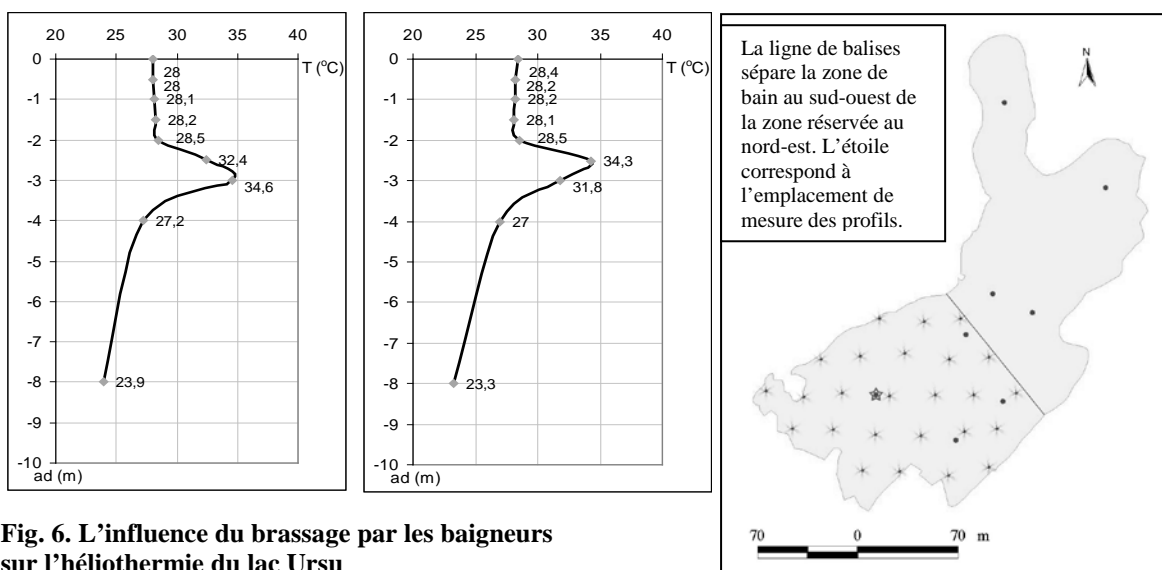 20 25 30 35 40
T (°C)
0
-1
-2
-3
-4
-5
-6
-7
-8
-9
-10
ad (m)
28
28
28,1
28,2
28,5
32,4
34,6
27,2
23,9
20 25 30 35 40
T (°C)
0
-1
-2
-3
-4
-5
-6
-7
-8
-9
-10
ad (m)
28,4
28,2
28,2
28,1
28,5
34,3
31,8
27
23,3
La ligne de balises
sépare la zone de
bain au sud-ouest de
la zone réservée au
nord-est. L'étoile
correspond à
l'emplacement de
mesure des profils.
N
70 0 70 m
Fig. 6. L'influence du brassage par les baigneurs
sur l'héliothermie du lac Ursu